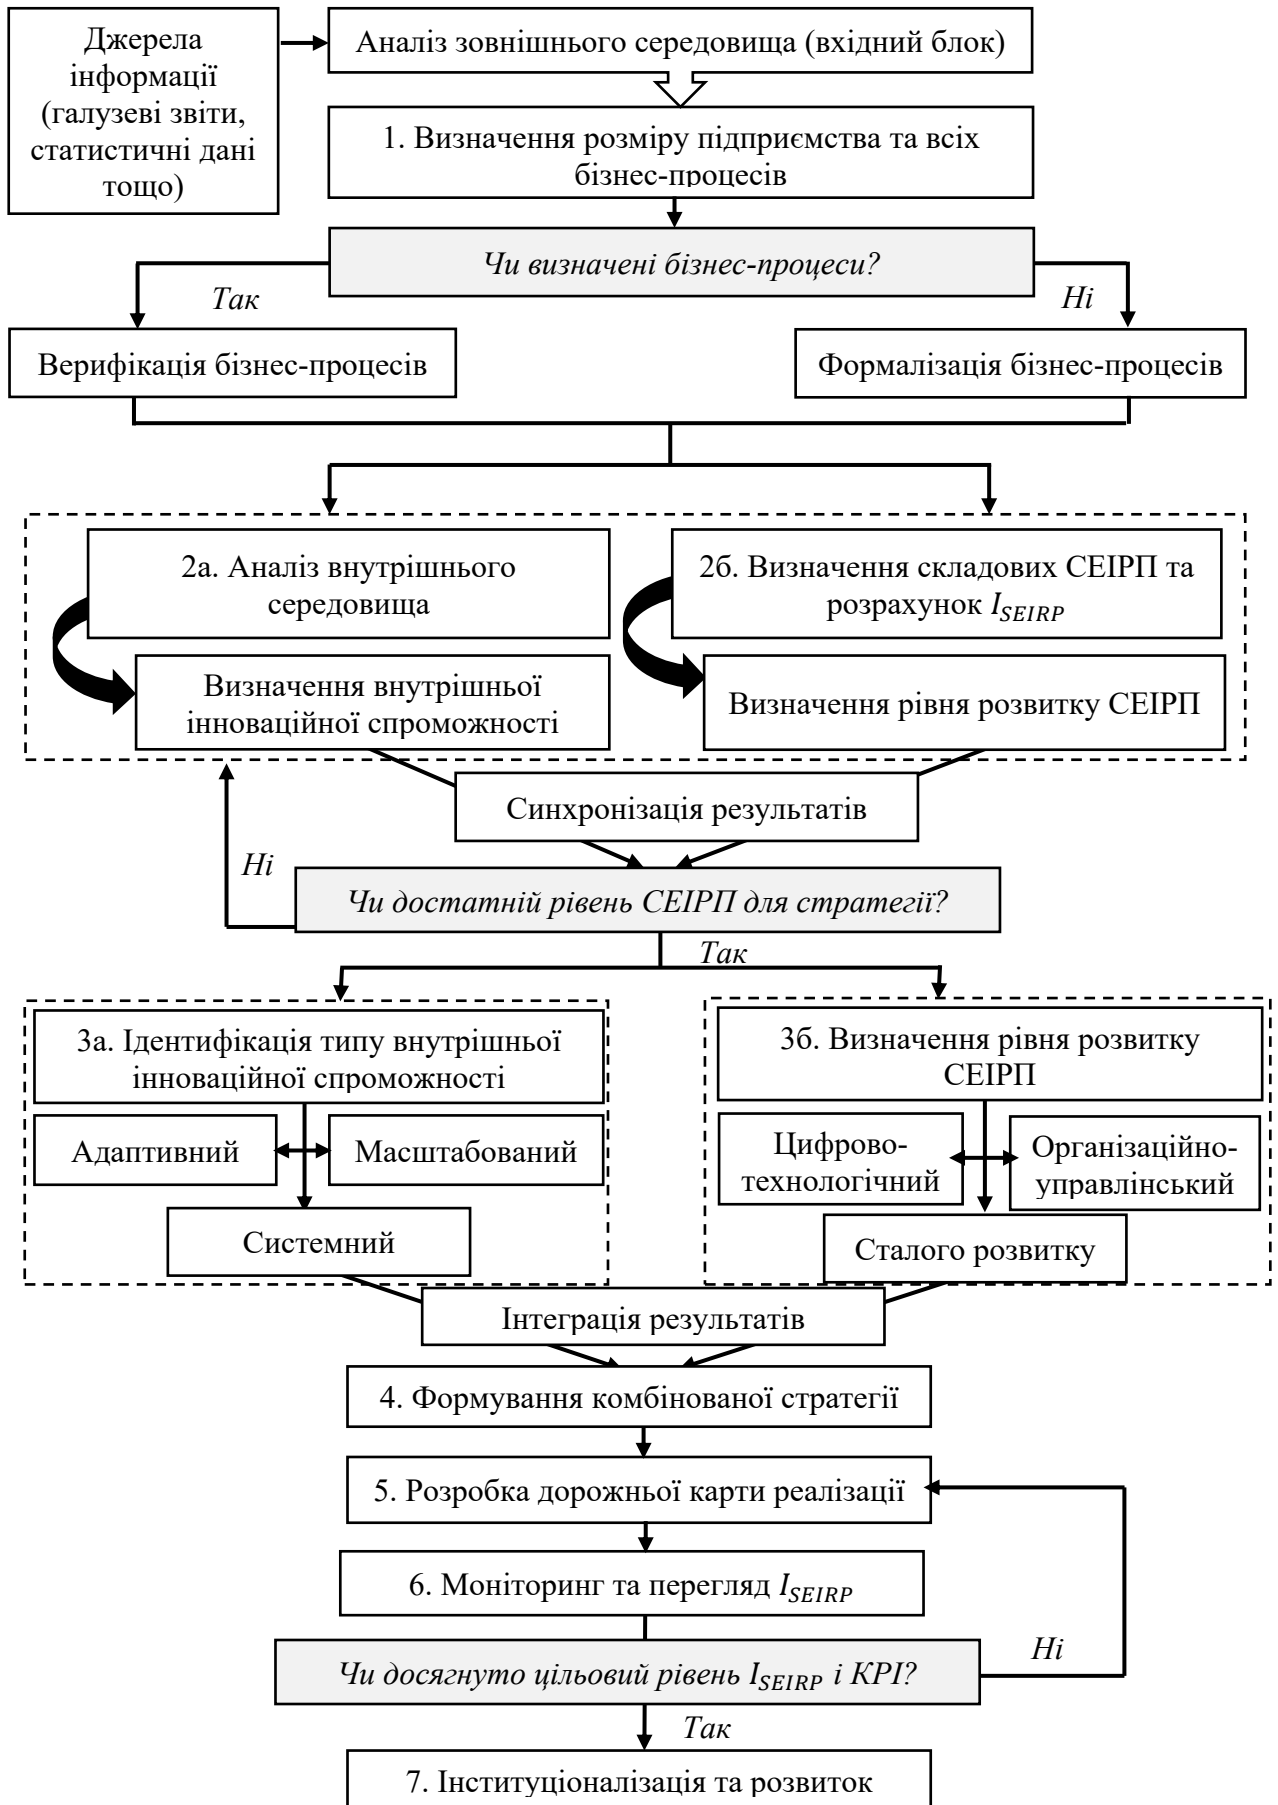 Джерела
інформації
(галузеві звіти,
статистичні дані
тощо)
Аналіз зовнішнього середовища (вхідний блок)
1. Визначення розміру підприємства та всіх
бізнес-процесів
Чи визначені бізнес-процеси?
Так
Ні
Верифікація бізнес-процесів
Формалізація бізнес-процесів
2а. Аналіз внутрішнього
середовища
Визначення внутрішньої
інноваційної спроможності
2б. Визначення складових СЕІРП та
розрахунок I_SEIRP
Визначення рівня розвитку СЕІРП
Синхронізація результатів
Ні
Чи достатній рівень СЕІРП для стратегії?
Так
3а. Ідентифікація типу внутрішньої
інноваційної спроможності
Адаптивний
Масштабований
Системний
3б. Визначення рівня розвитку
СЕІРП
Цифрово-
технологічний
Організаційно-
управлінський
Сталого розвитку
Інтеграція результатів
4. Формування комбінованої стратегії
5. Розробка дорожньої карти реалізації
6. Моніторинг та перегляд I_SEIRP
Чи досягнуто цільовий рівень I_SEIRP і KPI?
Ні
Так
7. Інституціоналізація та розвиток